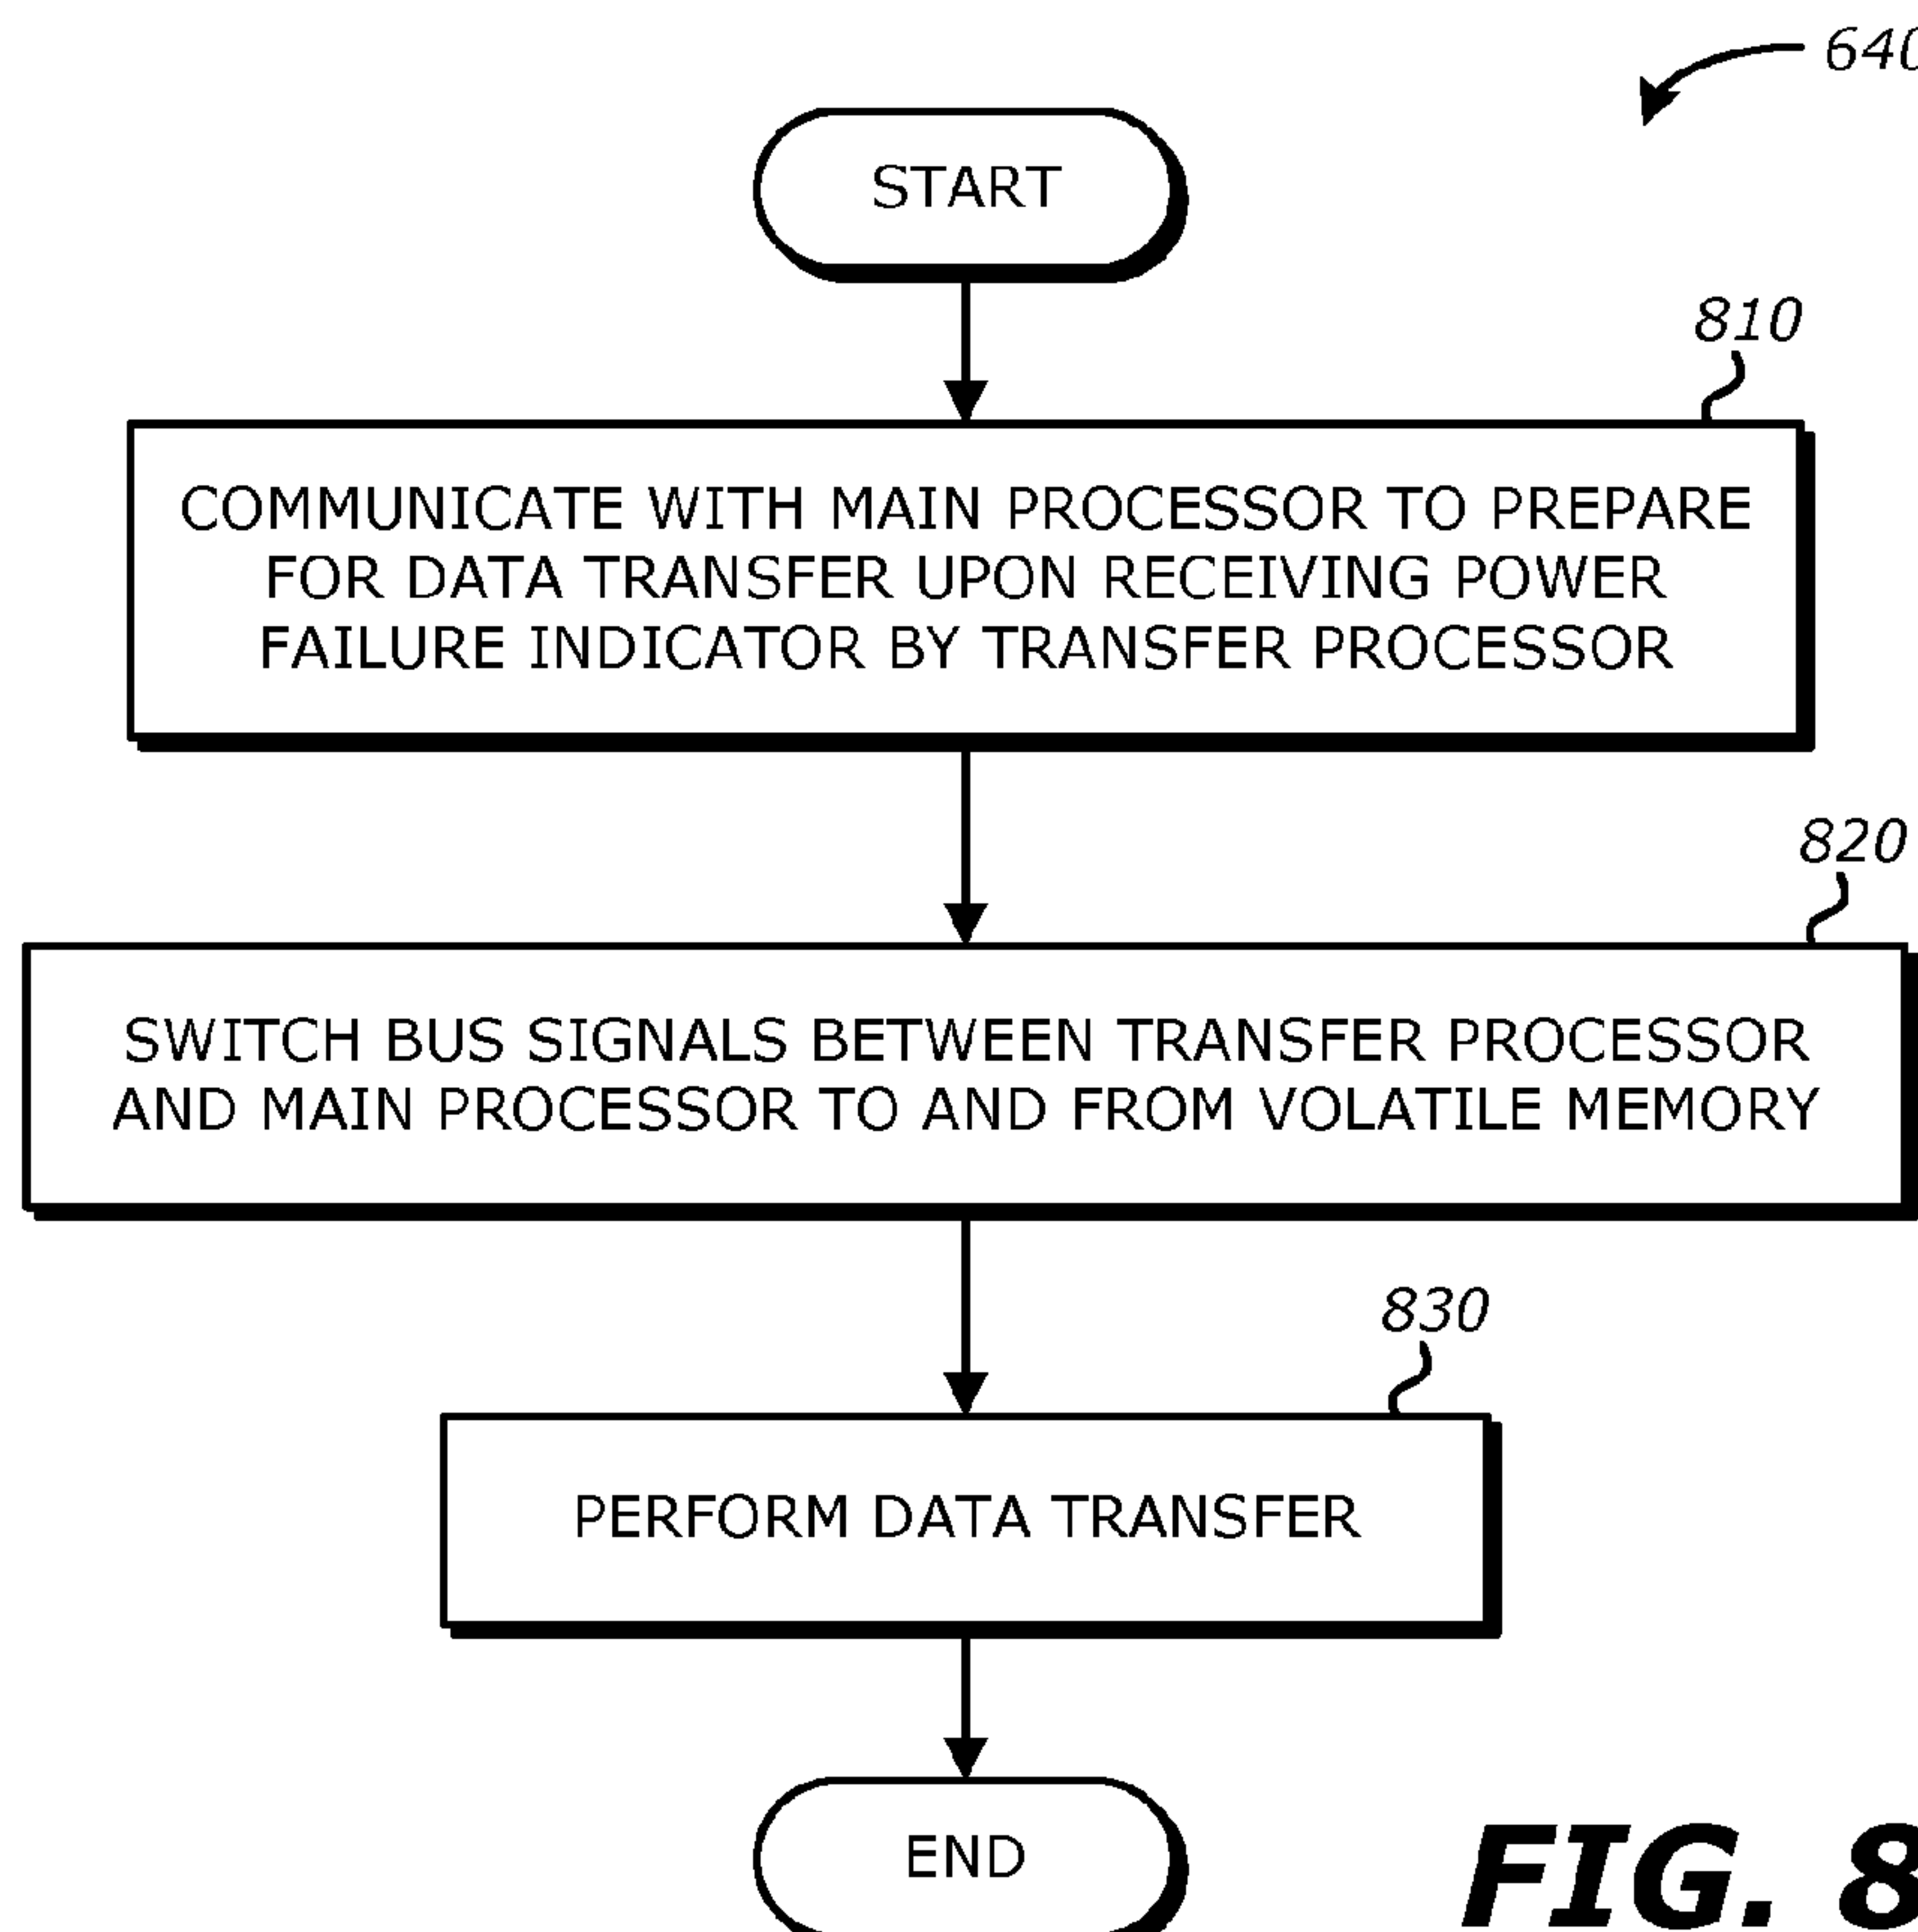 640
START
810
COMMUNICATE WITH MAIN PROCESSOR TO PREPARE
FOR DATA TRANSFER UPON RECEIVING POWER
FAILURE INDICATOR BY TRANSFER PROCESSOR
820
SWITCH BUS SIGNALS BETWEEN TRANSFER PROCESSOR
AND MAIN PROCESSOR TO AND FROM VOLATILE MEMORY
830
PERFORM DATA TRANSFER
END
FIG. 8